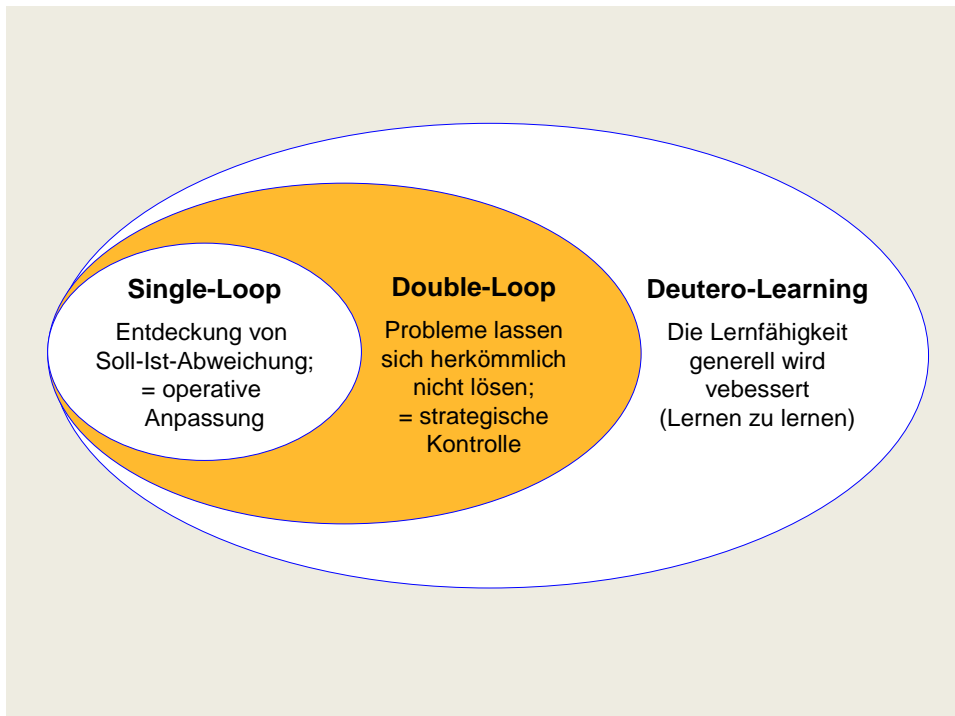 Single-Loop
Entdeckung von
Soll-Ist-Abweichung;
= operative
Anpassung
Double-Loop
Probleme lassen
sich herkömmlich
nicht lösen;
= strategische
Kontrolle
Deutero-Learning
Die Lernfähigkeit
generell wird
vebessert
(Lernen zu lernen)